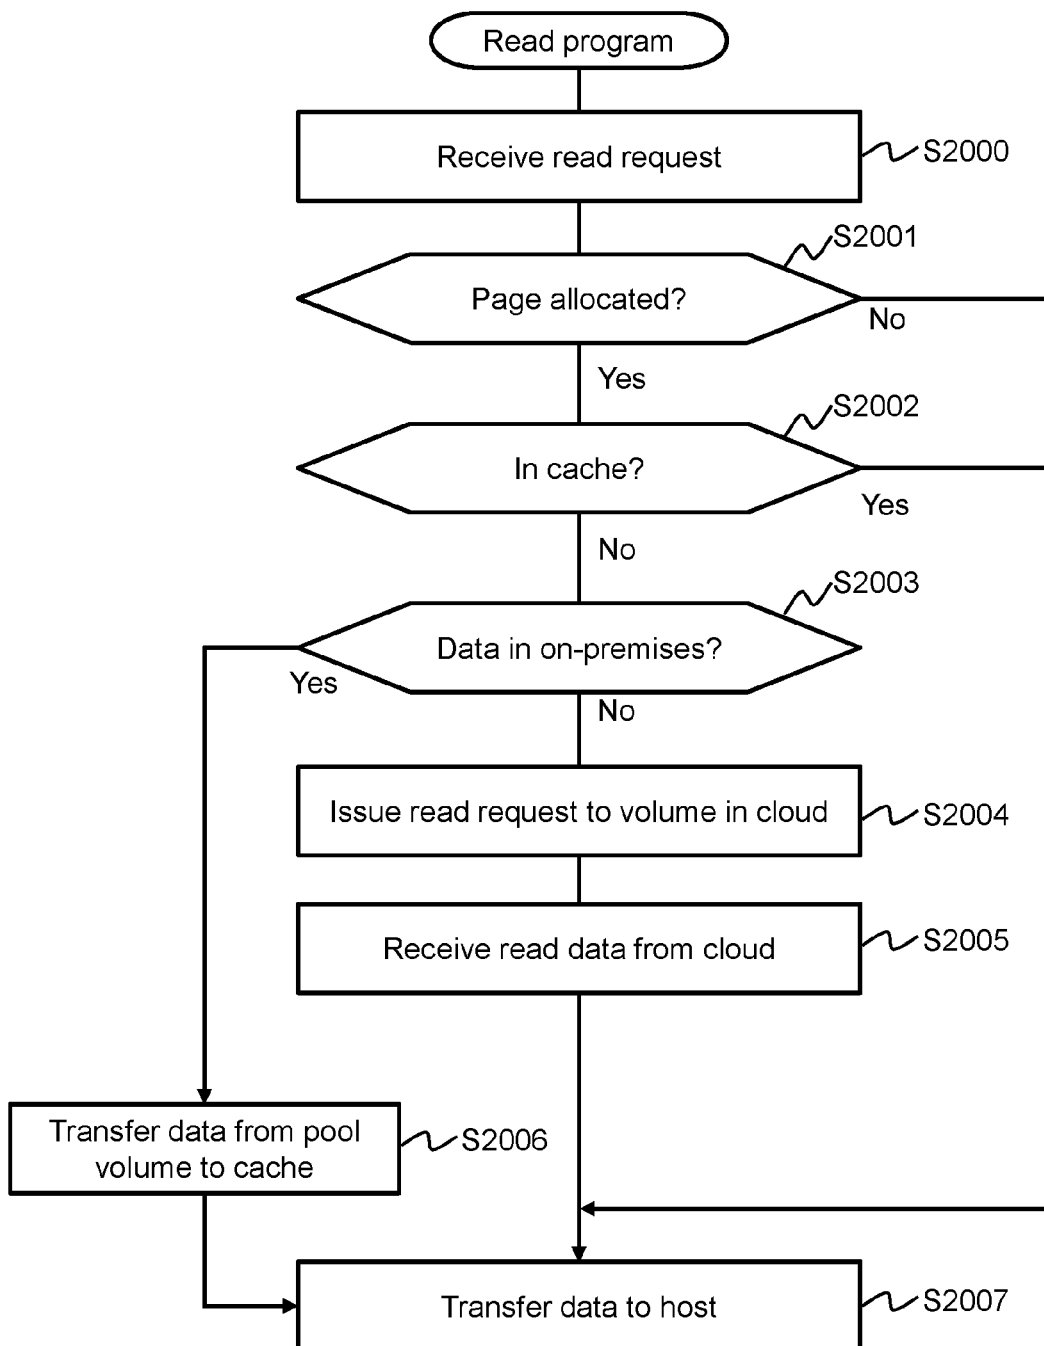 Read program
Receive read request
S2000
S2001
Page allocated?
No
Yes
S2002
In cache?
Yes
No
S2003
Data in on-premises?
Yes
No
Issue read request to volume in cloud
S2004
Receive read data from cloud
S2005
Transfer data from pool
volume to cache
S2006
Transfer data to host
S2007